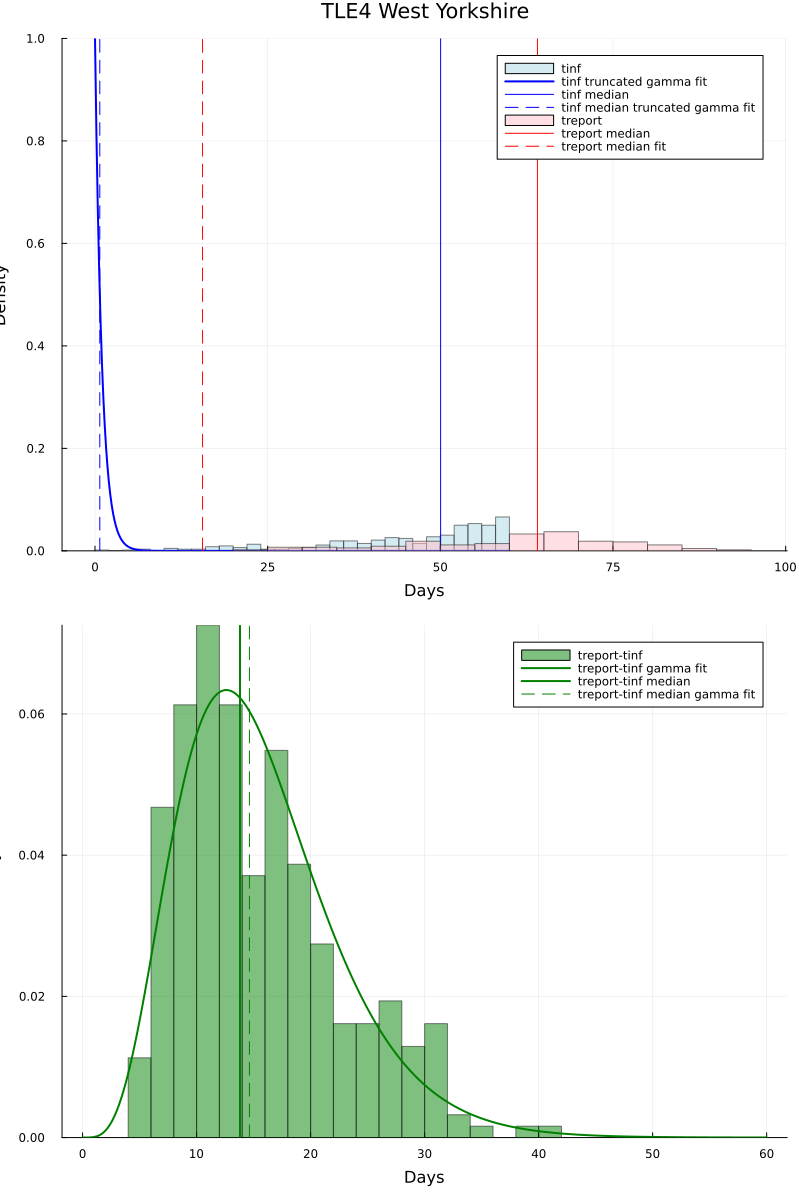 TLE4 West Yorkshire
1.0
tinf
tinf truncated gamma fit
tinf median
tinf median truncated gamma fit
treport
treport median
treport median fit
0.8
0.6
Density
0.4
0.2
0.0
0 25 50 75 100
Days
treport-tinf
treport-tinf gamma fit
treport-tinf median
treport-tinf median gamma fit
0.06
0.04
0.02
0.00
0 10 20 30 40 50 60
Days